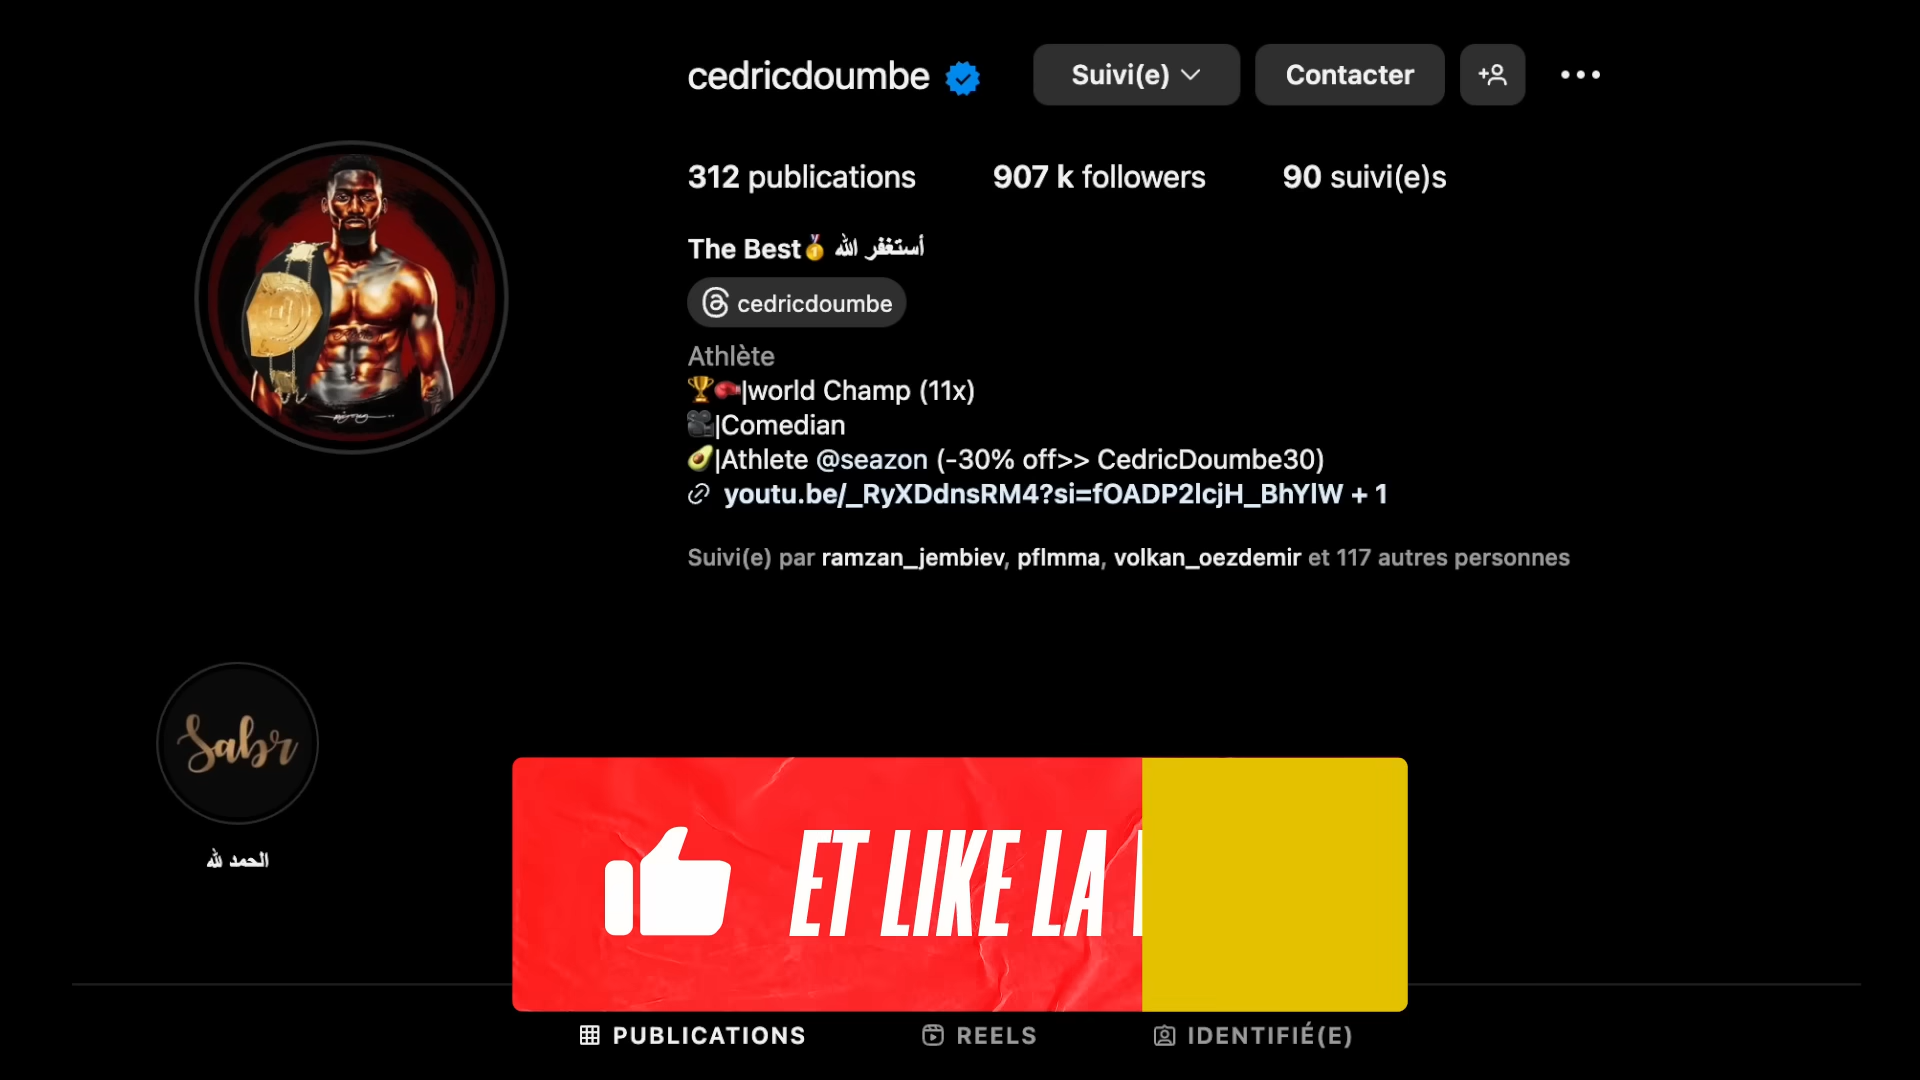 cedricdoumbe
Suivi(e)
Contacter
312 publications
907 k followers
90 suivi(e)s
The Best🥇 أستغفر الله
cedricdoumbe
Athlète
🏆🥊|world Champ (11x)
🎥|Comedian
🥑|Athlete @seazon (-30% off>> CedricDoumbe30)
youtu.be/_RyXDdnsRM4?si=fOADP2lcjH_BhYlW + 1
Suivi(e) par ramzan_jembiev, pflmma, volkan_oezdemir et 117 autres personnes
Sabr
الحمد لله
ET LIKE LA
PUBLICATIONS
REELS
IDENTIFIÉ(E)